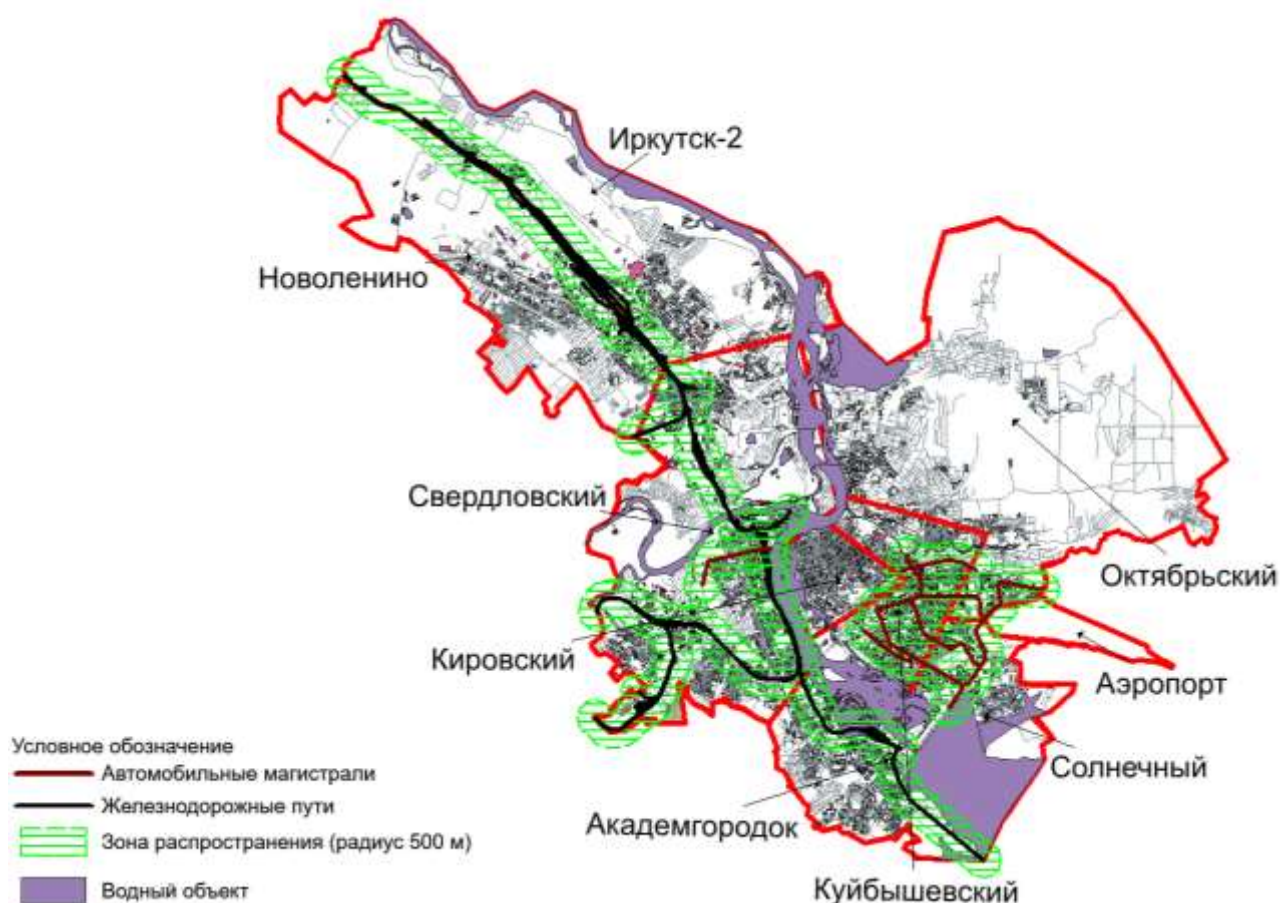 Иркутск-2
Новоленино
Свердловский
Октябрьский
Кировский
Аэропорт
Условное обозначение
Автомобильные магистрали
Солнечный
Железнодорожные пути
Академгородок
Зона распространения (радиус 500 м)
Куйбышевский
Водный объект